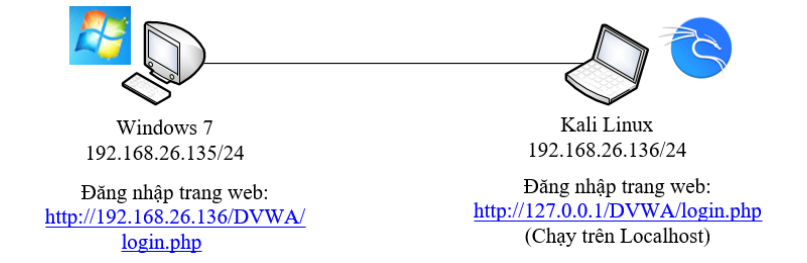 Windows 7
192.168.26.135/24
Đăng nhập trang web:
http://192.168.26.136/DVWA/
login.php
Kali Linux
192.168.26.136/24
Đăng nhập trang web:
http://127.0.0.1/DVWA/login.php
(Chạy trên Localhost)